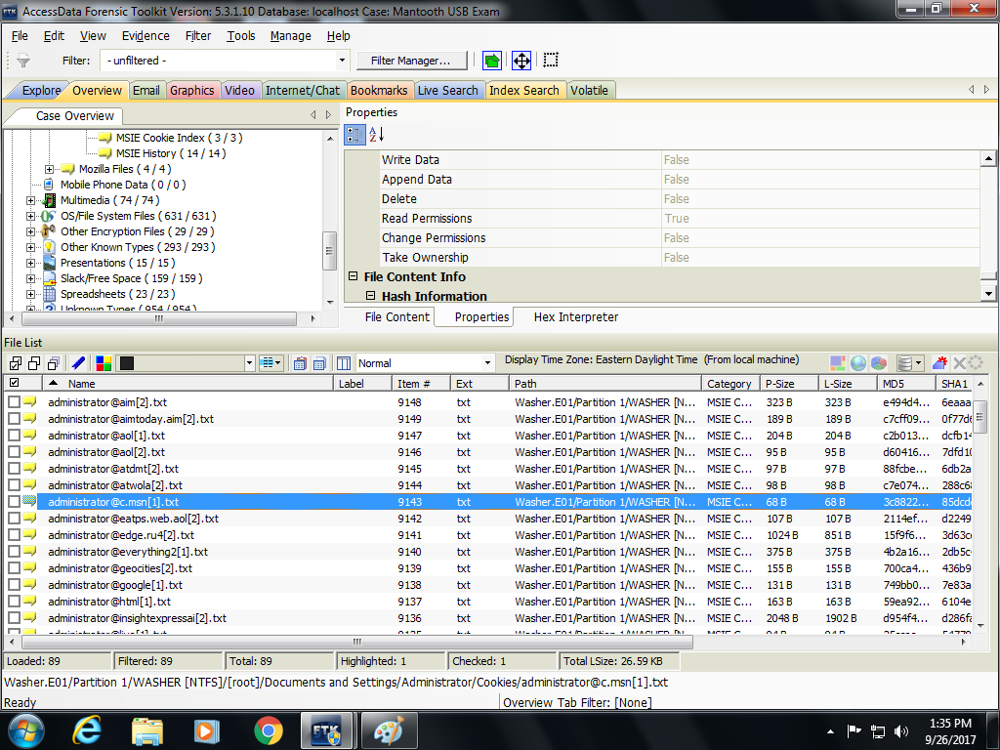 AccessData Forensic Toolkit Version: 5.3.1.10 Database: localhost Case: Mantooth USB Exam
File Edit View Evidence Filter Tools Manage Help
Filter: - unfiltered - Filter Manager...
Explore Overview Email Graphics Video Internet/Chat Bookmarks Live Search Index Search Volatile
Case Overview
MSIE Cookie Index ( 3 / 3 )
MSIE History ( 14 / 14 )
Mozilla Files ( 4 / 4 )
Mobile Phone Data ( 0 / 0 )
Multimedia ( 74 / 74 )
OS/File System Files ( 631 / 631 )
Other Encryption Files ( 29 / 29 )
Other Known Types ( 293 / 293 )
Presentations ( 15 / 15 )
Slack/Free Space ( 159 / 159 )
Spreadsheets ( 23 / 23 )
Unknown Types ( 954 / 954 )
Properties
Write Data False
Append Data False
Delete False
Read Permissions True
Change Permissions False
Take Ownership False
File Content Info
Hash Information
File Content Properties Hex Interpreter
File List
Normal Display Time Zone: Eastern Daylight Time (From local machine)
Name Label Item # Ext Path Category P-Size L-Size MD5 SHA1
administrator@aim[2].txt 9148 txt Washer.E01/Partition 1/WASHER [N... MSIE C... 323 B 323 B e494d4... 6eaaa
administrator@aimtoday.aim[2].txt 9149 txt Washer.E01/Partition 1/WASHER [N... MSIE C... 189 B 189 B c7cff09... 0f77d6
administrator@aol[1].txt 9147 txt Washer.E01/Partition 1/WASHER [N... MSIE C... 204 B 204 B c2b013... dcfb14
administrator@aol[2].txt 9146 txt Washer.E01/Partition 1/WASHER [N... MSIE C... 95 B 95 B d60416... 7dfd10
administrator@atdmt[2].txt 9145 txt Washer.E01/Partition 1/WASHER [N... MSIE C... 97 B 97 B 88fcbe... 6db2a
administrator@atwola[2].txt 9144 txt Washer.E01/Partition 1/WASHER [N... MSIE C... 98 B 98 B c7e074... 288c68
administrator@c.msn[1].txt 9143 txt Washer.E01/Partition 1/WASHER [N... MSIE C... 68 B 68 B 3c8822... 85dcd
administrator@eatps.web.aol[2].txt 9142 txt Washer.E01/Partition 1/WASHER [N... MSIE C... 107 B 107 B 2114ef... d2249
administrator@edge.ru4[2].txt 9141 txt Washer.E01/Partition 1/WASHER [N... MSIE C... 1024 B 851 B 15f9f6... 3d63c
administrator@everything2[1].txt 9140 txt Washer.E01/Partition 1/WASHER [N... MSIE C... 375 B 375 B 4b2a16... 2db5c
administrator@geocities[2].txt 9139 txt Washer.E01/Partition 1/WASHER [N... MSIE C... 155 B 155 B 700ca4... 436b9
administrator@google[1].txt 9138 txt Washer.E01/Partition 1/WASHER [N... MSIE C... 131 B 131 B 749bb0... 7e83a
administrator@html[1].txt 9137 txt Washer.E01/Partition 1/WASHER [N... MSIE C... 163 B 163 B 59ea92... 6104e
administrator@insightexpressai[2].txt 9136 txt Washer.E01/Partition 1/WASHER [N... MSIE C... 2048 B 1902 B d954f4... d286fa
Loaded: 89 Filtered: 89 Total: 89 Highlighted: 1 Checked: 1 Total LSize: 26.59 KB
Washer.E01/Partition 1/WASHER [NTFS]/[root]/Documents and Settings/Administrator/Cookies/administrator@c.msn[1].txt
Ready Overview Tab Filter: [None]
FTK
1:35 PM
9/26/2017